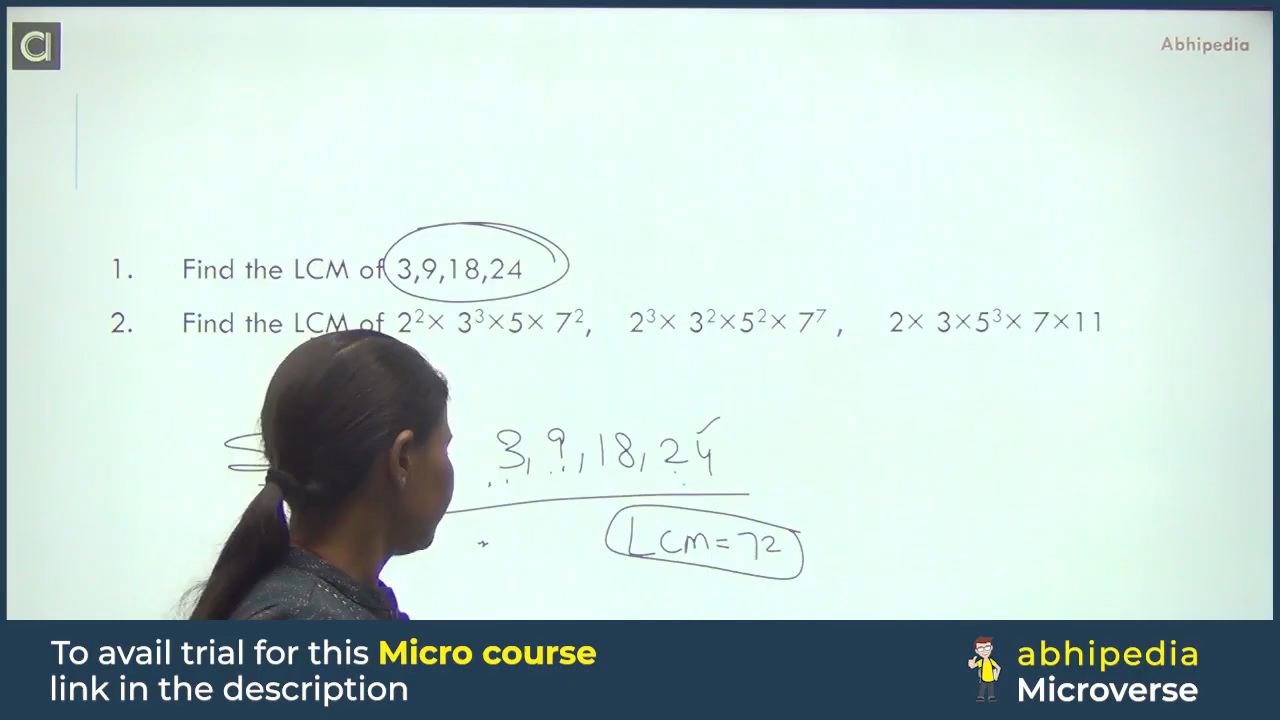 a
Abhipedia
1. Find the LCM of 3,9,18,24
2. Find the LCM of 2²× 3³×5× 7², 2³× 3²×5²× 7⁷ , 2× 3×5³× 7×11
3, 9, 18, 24
LCM=72
To avail trial for this Micro course
link in the description
abhipedia
Microverse